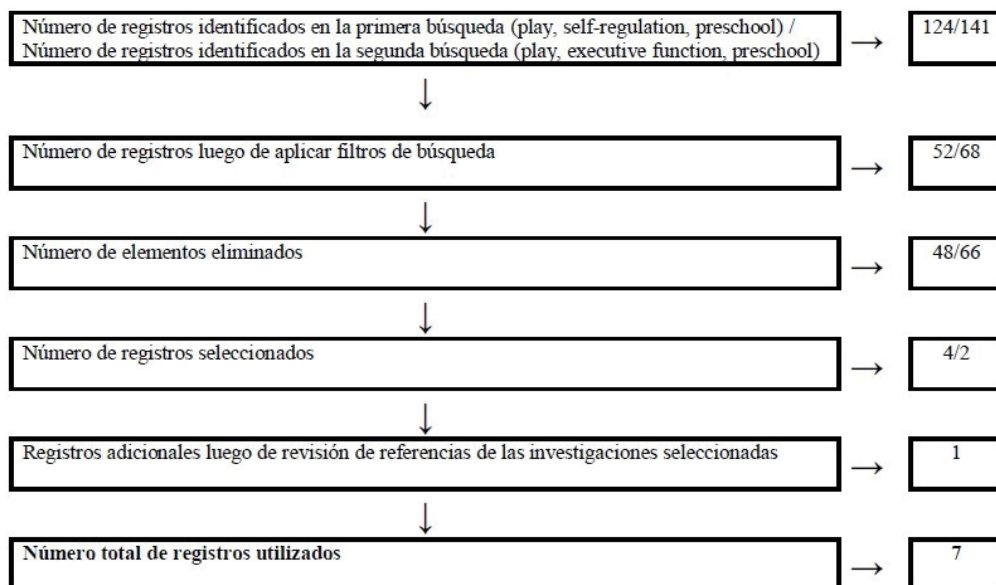 Número de registros identificados en la primera búsqueda (play, self-regulation, preschool) /
Número de registros identificados en la segunda búsqueda (play, executive function, preschool)
→
124/141
↓
Número de registros luego de aplicar filtros de búsqueda
→
52/68
↓
Número de elementos eliminados
→
48/66
↓
Número de registros seleccionados
→
4/2
↓
Registros adicionales luego de revisión de referencias de las investigaciones seleccionadas
→
1
↓
Número total de registros utilizados
→
7